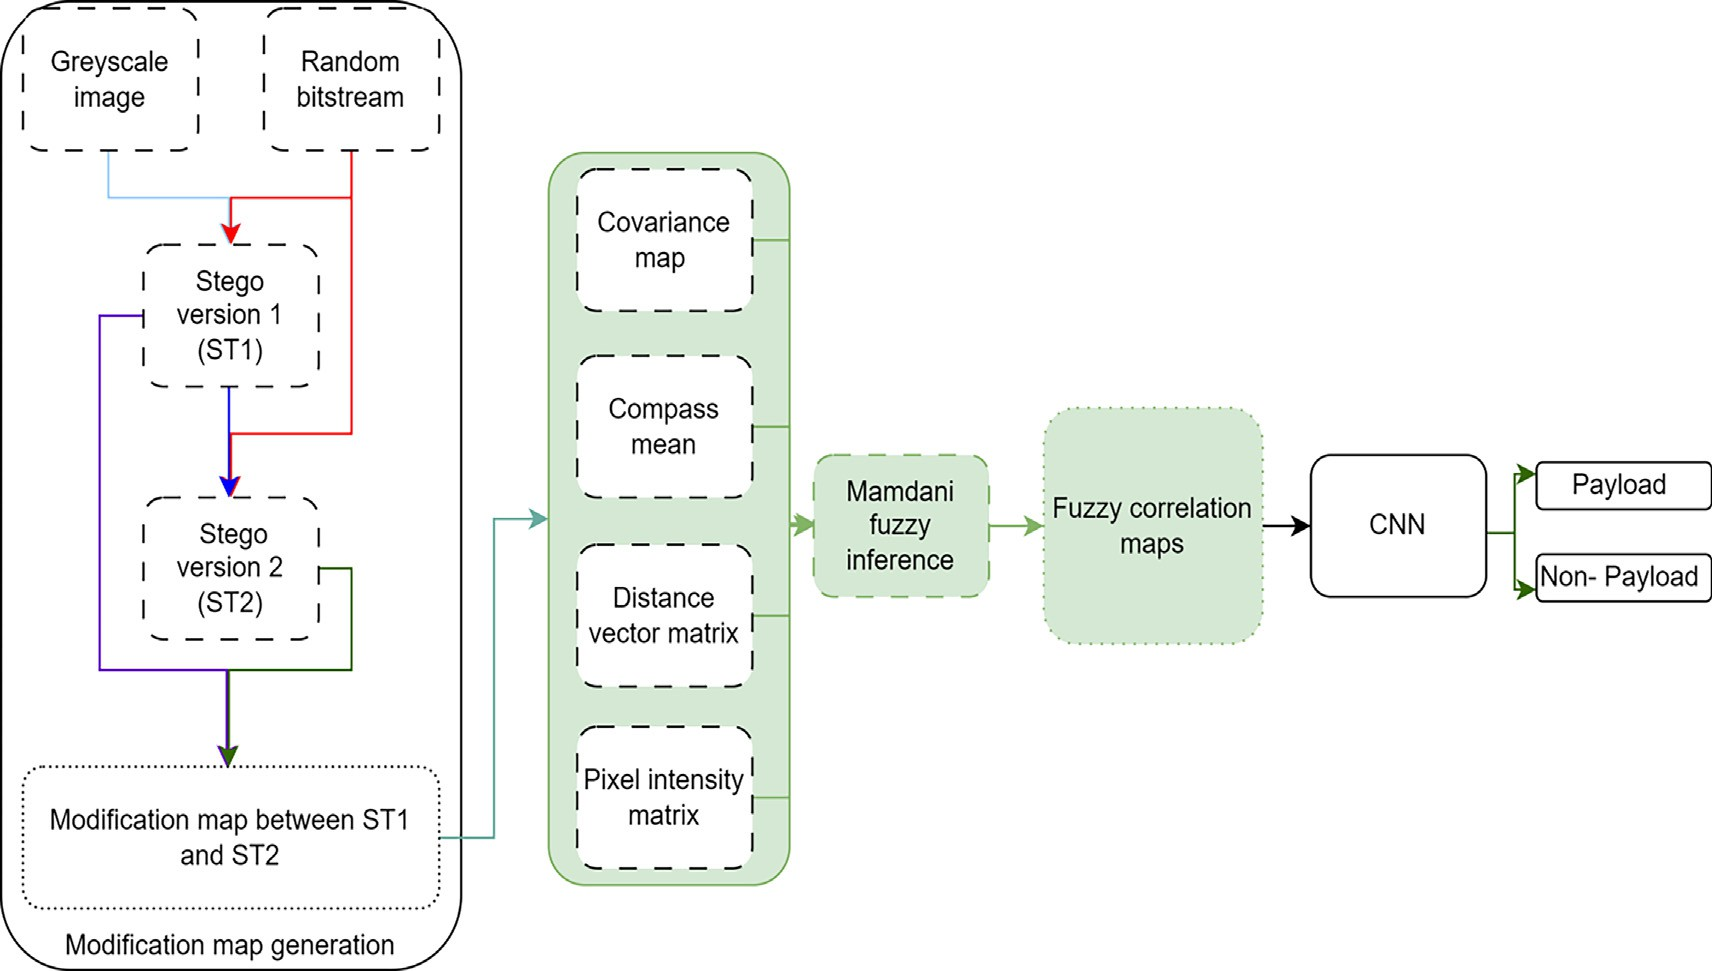 Greyscale
image
Random
bitstream
Stego
version 1
(ST1)
Stego
version 2
(ST2)
Modification map between ST1
and ST2
Modification map generation
Covariance
map
Compass
mean
Distance
vector matrix
Pixel intensity
matrix
Mamdani
fuzzy
inference
Fuzzy correlation
maps
CNN
Payload
Non- Payload